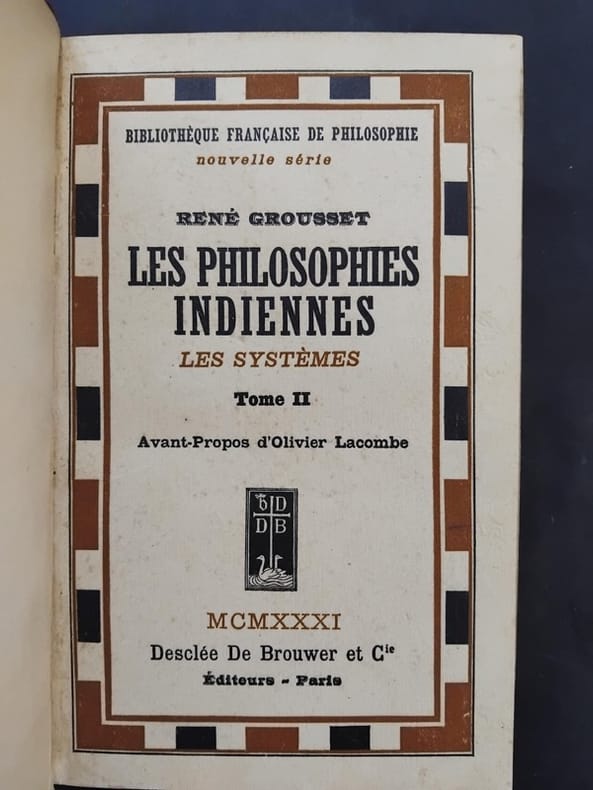 BIBLIOTHÈQUE FRANÇAISE DE PHILOSOPHIE
nouvelle série
RENÉ GROUSSET
LES PHILOSOPHIES
INDIENNES
LES SYSTÈMES
Tome II
Avant-Propos d'Olivier Lacombe
D D
D B
MCMXXXI
Desclée De Brouwer et Cie
Éditeurs - Paris